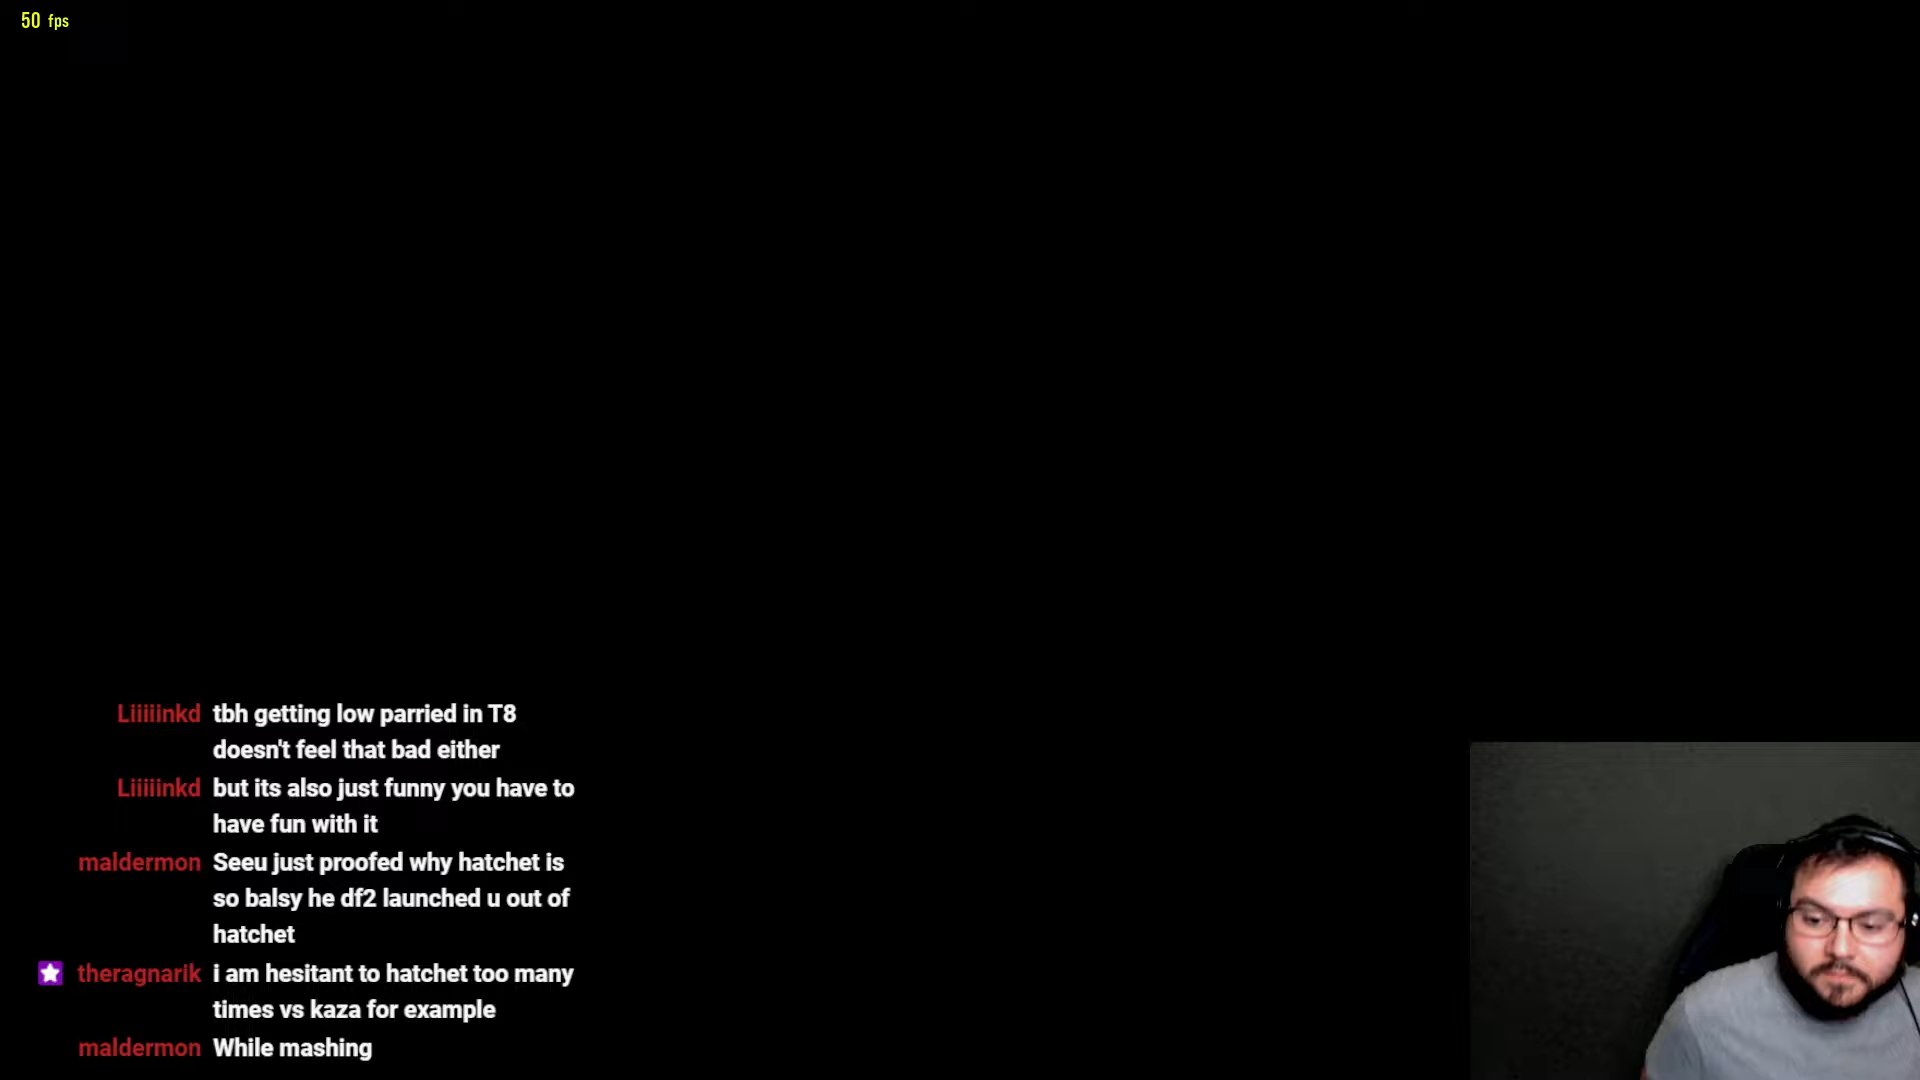 50 fps
Liiiiinkd tbh getting low parried in T8
doesn't feel that bad either
Liiiiinkd but its also just funny you have to
have fun with it
maldermon Seeu just proofed why hatchet is
so balsy he df2 launched u out of
hatchet
theragnarik i am hesitant to hatchet too many
times vs kaza for example
maldermon While mashing